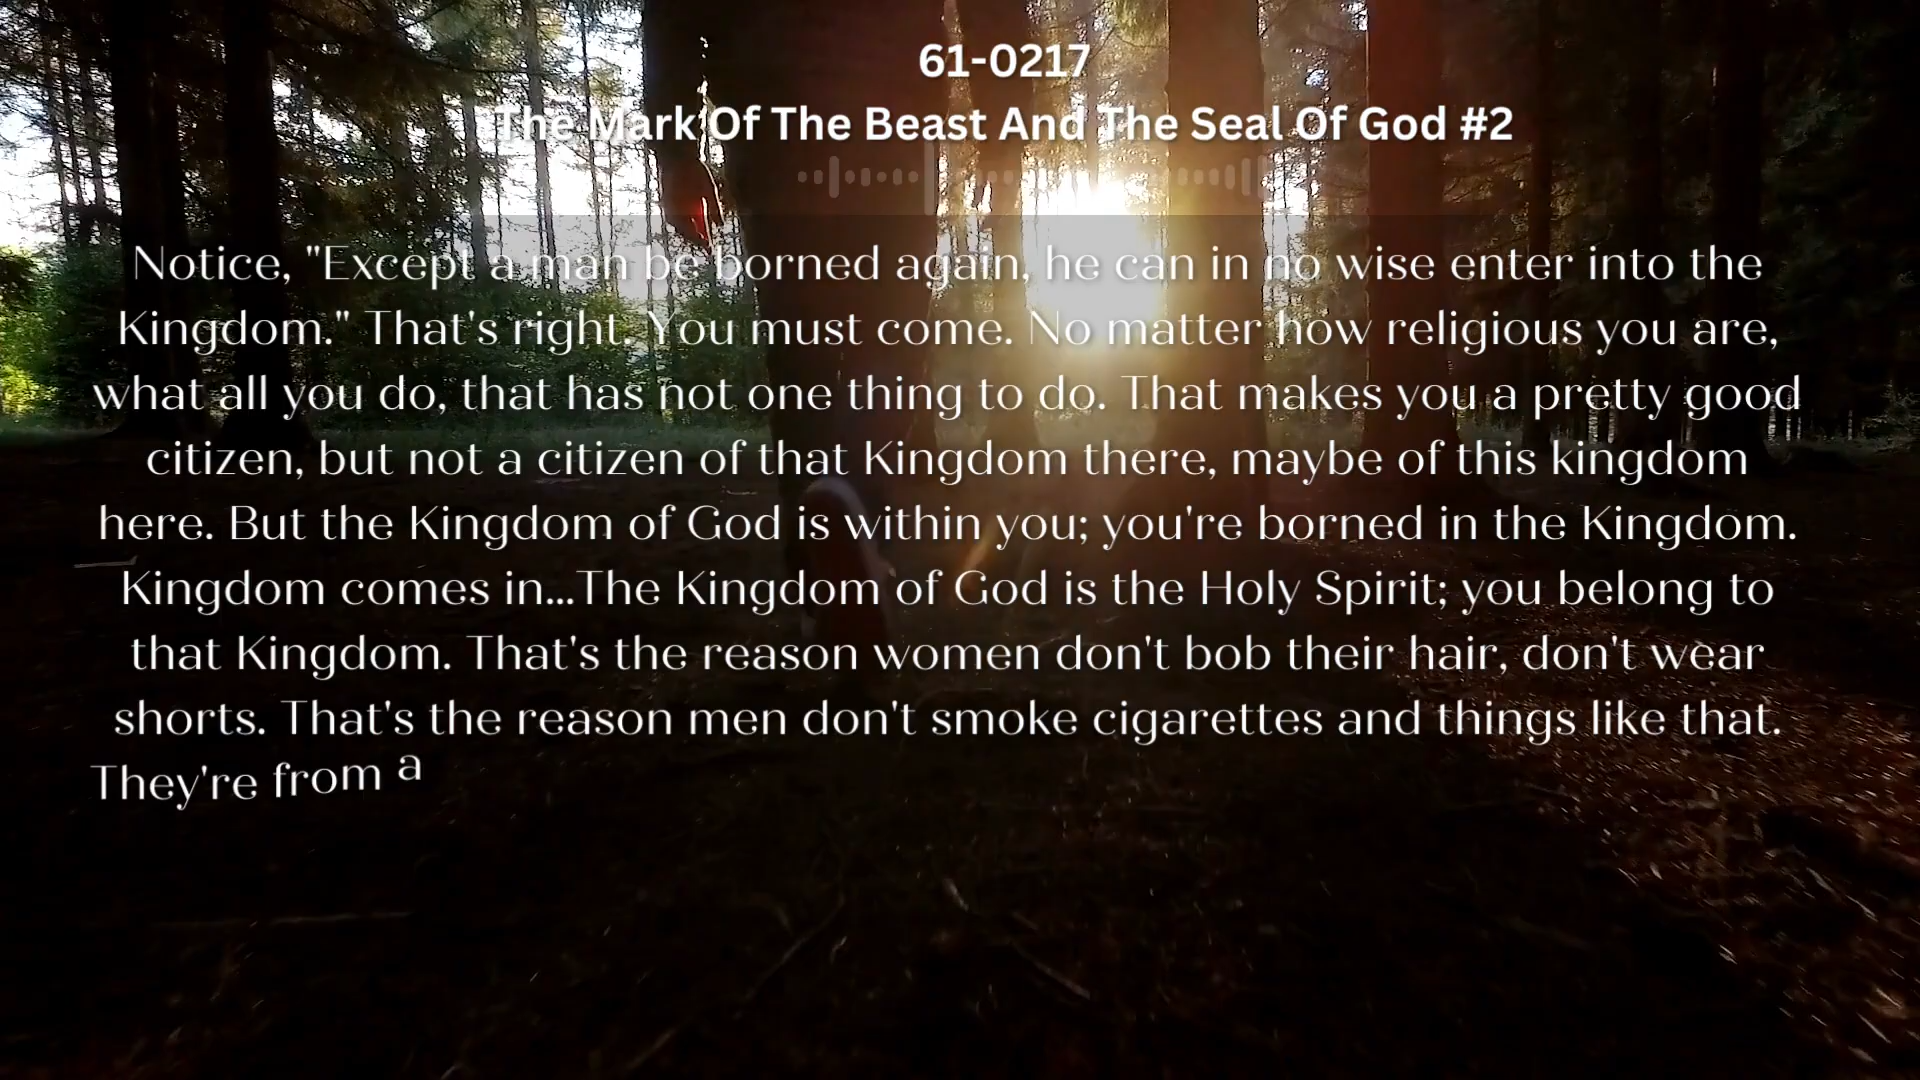 61-0217
The Mark Of The Beast And The Seal Of God #2
Notice, "Except a man be borned again, he can in no wise enter into the
Kingdom." That's right. You must come. No matter how religious you are,
what all you do, that has not one thing to do. That makes you a pretty good
citizen, but not a citizen of that Kingdom there, maybe of this kingdom
here. But the Kingdom of God is within you; you're borned in the Kingdom.
Kingdom comes in...The Kingdom of God is the Holy Spirit; you belong to
that Kingdom. That's the reason women don't bob their hair, don't wear
shorts. That's the reason men don't smoke cigarettes and things like that.
They're from a